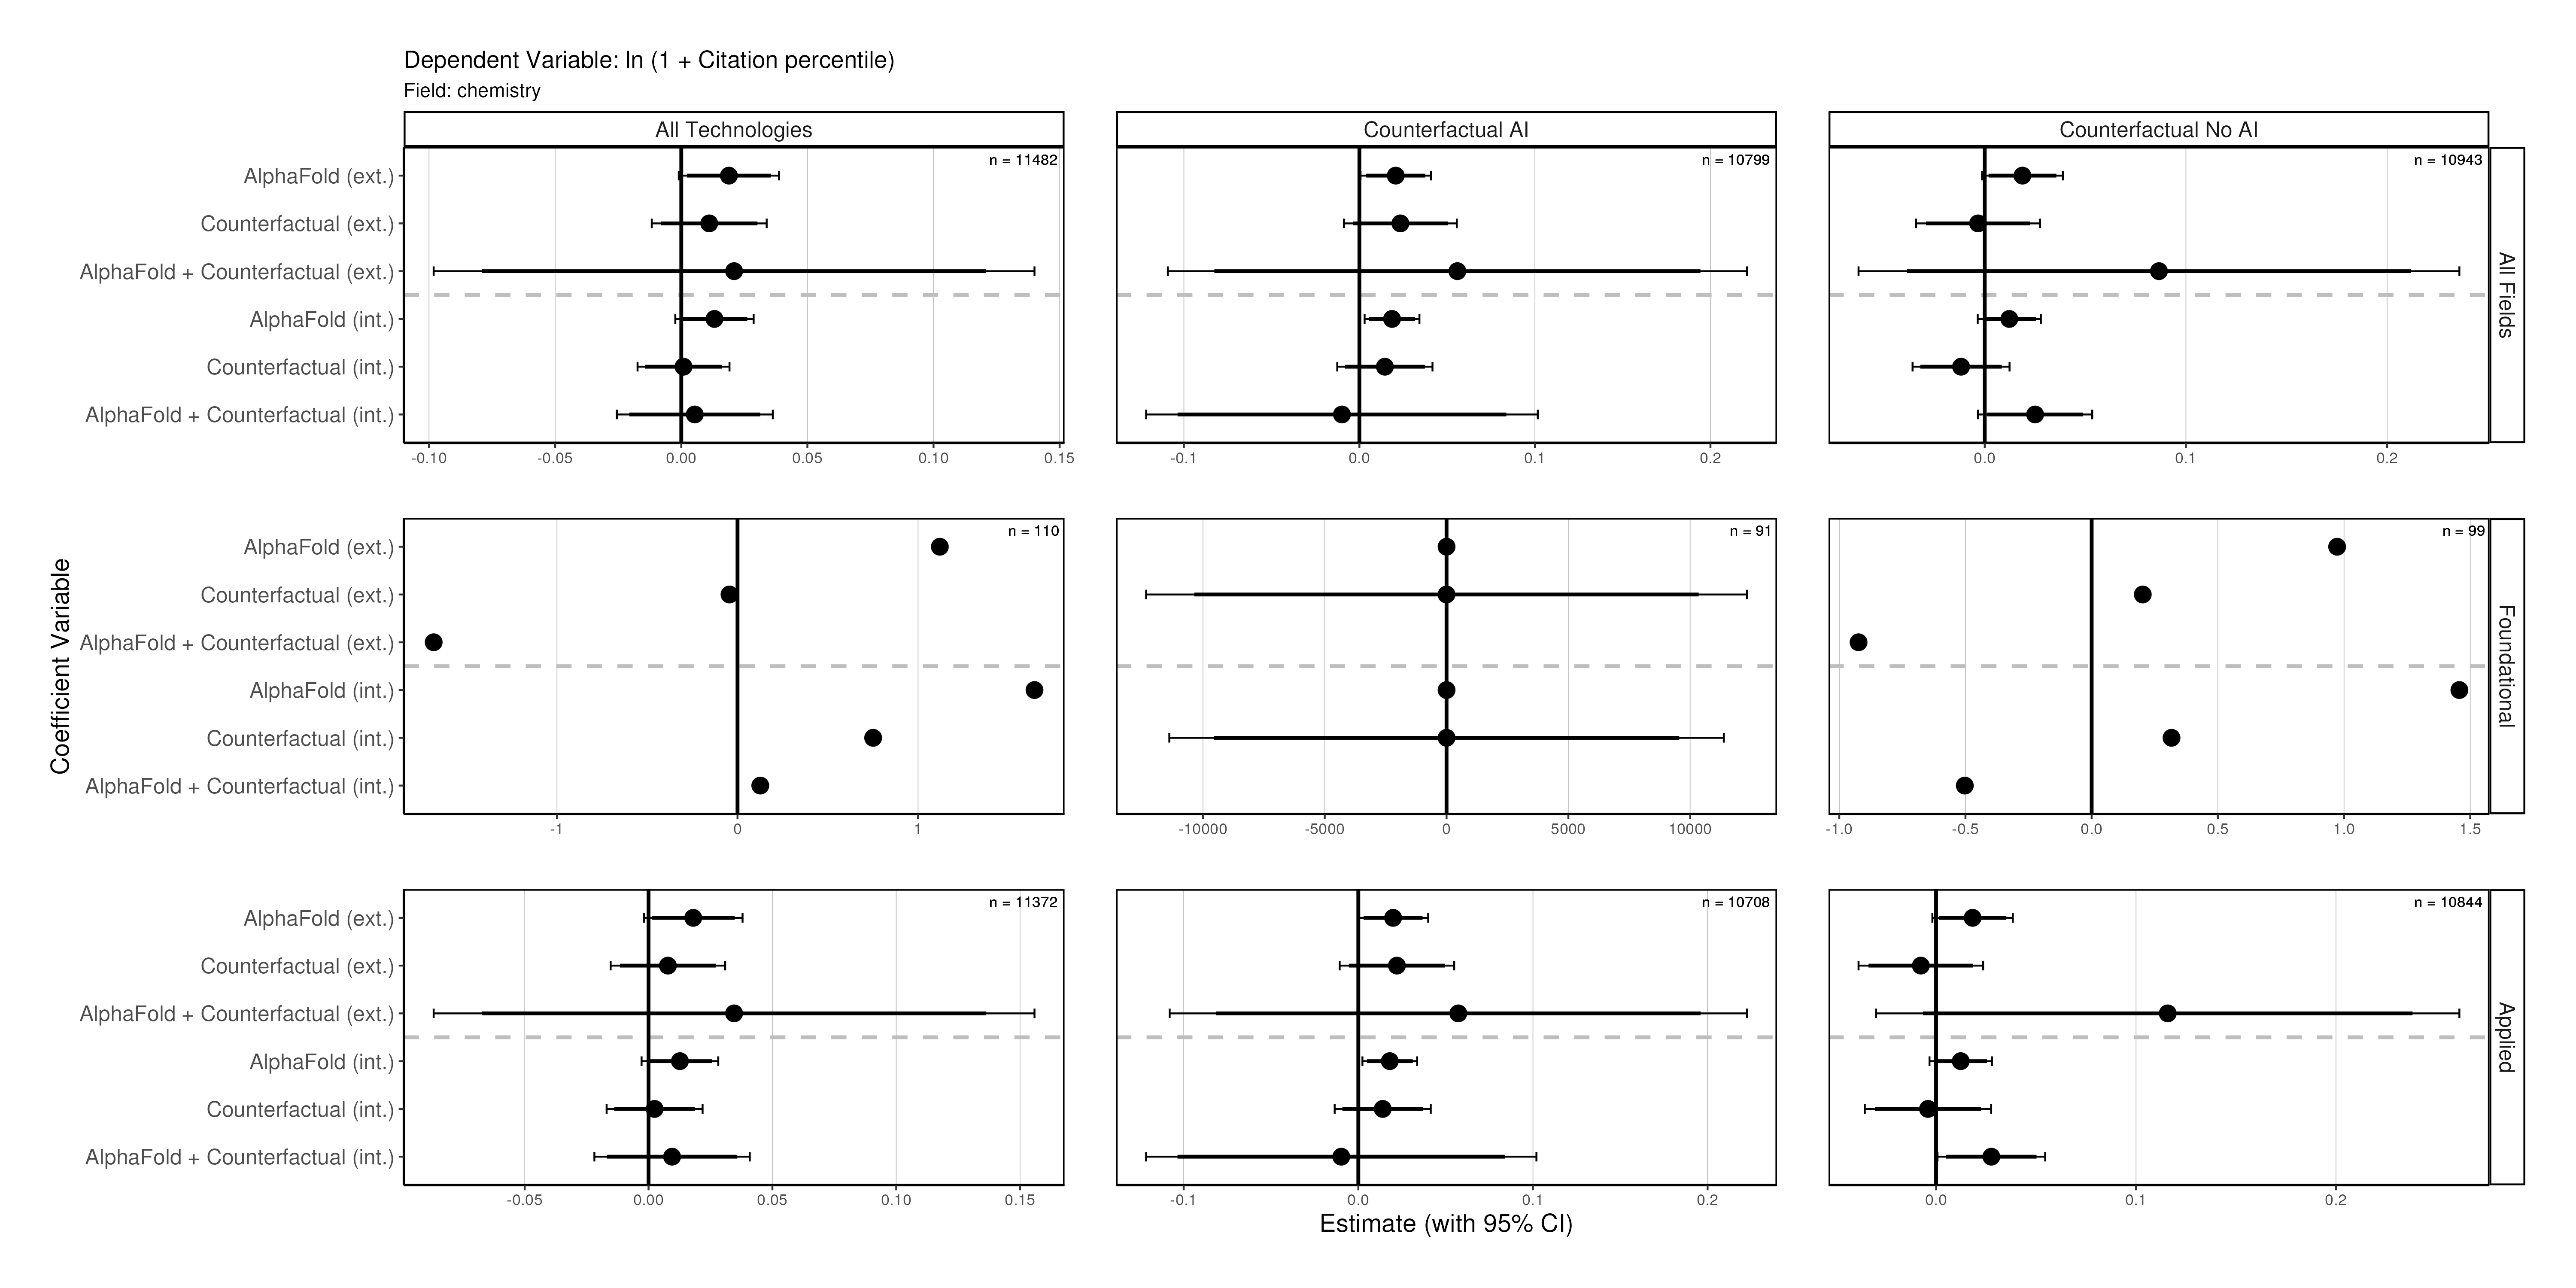 Dependent Variable: ln (1 + Citation percentile)
Field: chemistry
All Technologies
Counterfactual AI
Counterfactual No AI
n = 11482
n = 10799
n = 10943
AlphaFold (ext.)
Counterfactual (ext.)
AlphaFold + Counterfactual (ext.)
AlphaFold (int.)
Counterfactual (int.)
AlphaFold + Counterfactual (int.)
All Fields
-0.10 -0.05 0.00 0.05 0.10 0.15
-0.1 0.0 0.1 0.2
0.0 0.1 0.2
n = 110
n = 91
n = 99
Coefficient Variable
AlphaFold (ext.)
Counterfactual (ext.)
AlphaFold + Counterfactual (ext.)
AlphaFold (int.)
Counterfactual (int.)
AlphaFold + Counterfactual (int.)
Foundational
-1 0 1
-10000 -5000 0 5000 10000
-1.0 -0.5 0.0 0.5 1.0 1.5
n = 11372
n = 10708
n = 10844
AlphaFold (ext.)
Counterfactual (ext.)
AlphaFold + Counterfactual (ext.)
AlphaFold (int.)
Counterfactual (int.)
AlphaFold + Counterfactual (int.)
Applied
-0.05 0.00 0.05 0.10 0.15
-0.1 0.0 0.1 0.2
0.0 0.1 0.2
Estimate (with 95% CI)